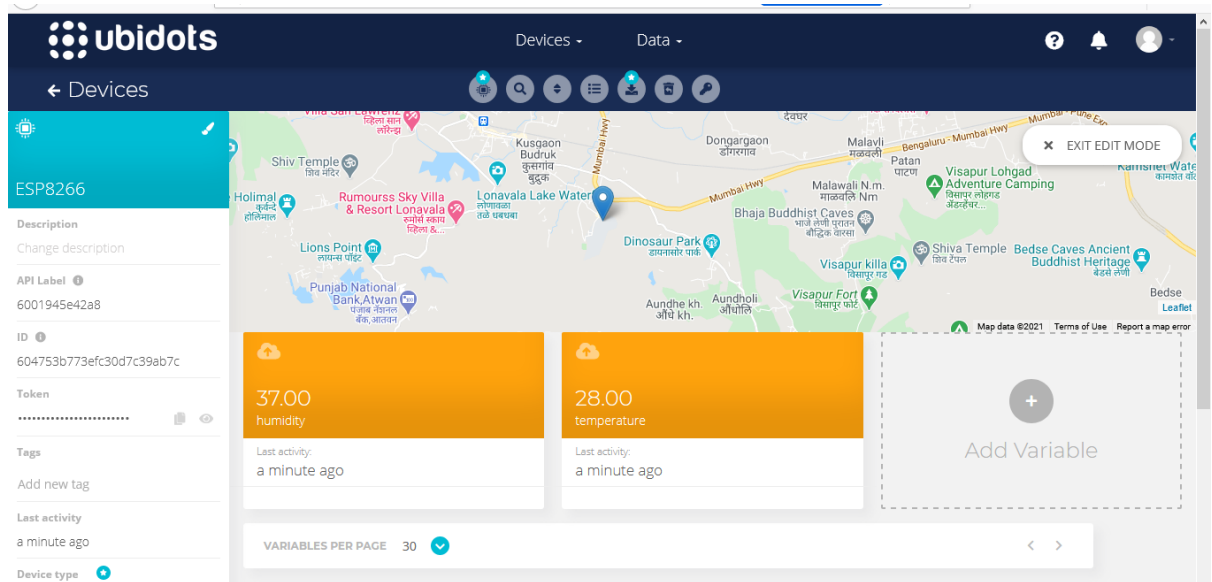 ubidots
Devices
Data
Devices
ESP8266
Description
Change description
API Label
6001945e42a8
ID
604753b773efc30d7c39ab7c
Token
Tags
Add new tag
Last activity
a minute ago
Device type
EXIT EDIT MODE
Kusgaon
Budruk
कुसगांव
बुद्रुक
Mumbai Hwy
Dongargaon
डोंगरगाव
देवघर
Malavli
मळवली
Bengaluru - Mumbai Hwy
Patan
पाटण
Visapur Lohgad
Adventure Camping
Shiv Temple
शिव मंदिर
Rumourss Sky Villa
& Resort Lonavala
Lonavala Lake Water
Mumbai Hwy
Malawali N.m.
माळवाळि Nm
Holimal
Bhaja Buddhist Caves
Lions Point
लायन्स पॉइंट
Dinosaur Park
डायनासोर पार्क
Shiva Temple
शिव टेंपल
Bedse Caves Ancient
Buddhist Heritage
बेडसे लेणी
Visapur killa
विसापूर गड
Punjab National
Bank,Atwan
पंजाब नॅशनल
बँक,आतवन
Aundhe kh.
औंधे kh.
Aundholi
औंधोलि
Visapur Fort
विसापूर फोर्ट
Bedse
Leaflet
Map data ©2021
Terms of Use
Report a map error
37.00
humidity
Last activity:
a minute ago
28.00
temperature
Last activity:
a minute ago
Add Variable
VARIABLES PER PAGE 30